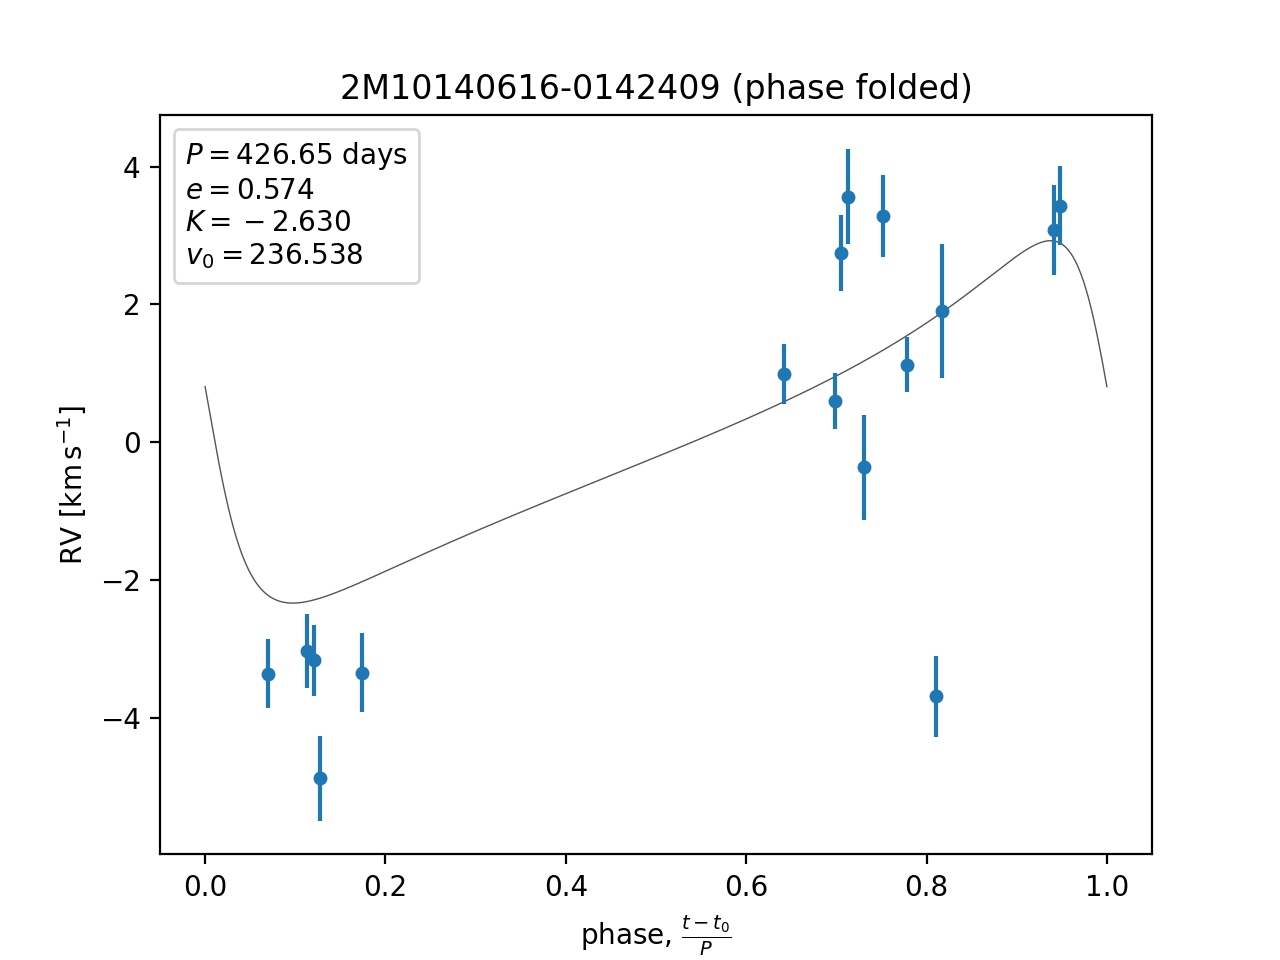 2M10140616-0142409 (phase folded)
P = 426.65 days
e = 0.574
K = −2.630
v₀ = 236.538
4
2
0
−2
−4
RV [km s⁻¹]
0.0 0.2 0.4 0.6 0.8 1.0
phase, (t − t₀)/P